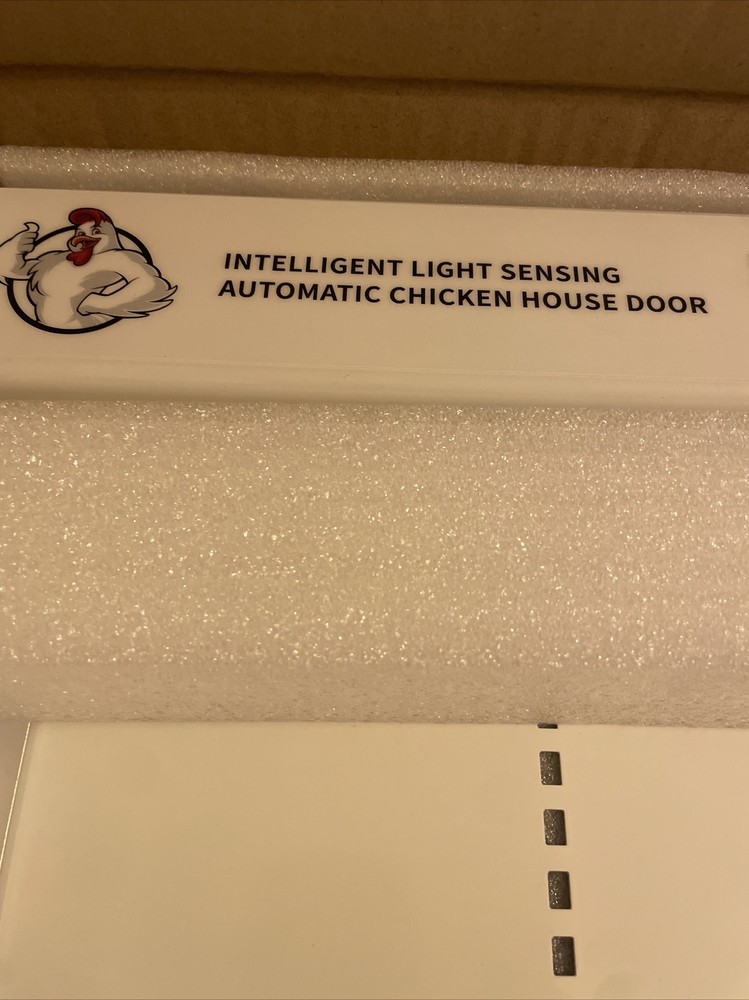 INTELLIGENT LIGHT SENSING
AUTOMATIC CHICKEN HOUSE DOOR